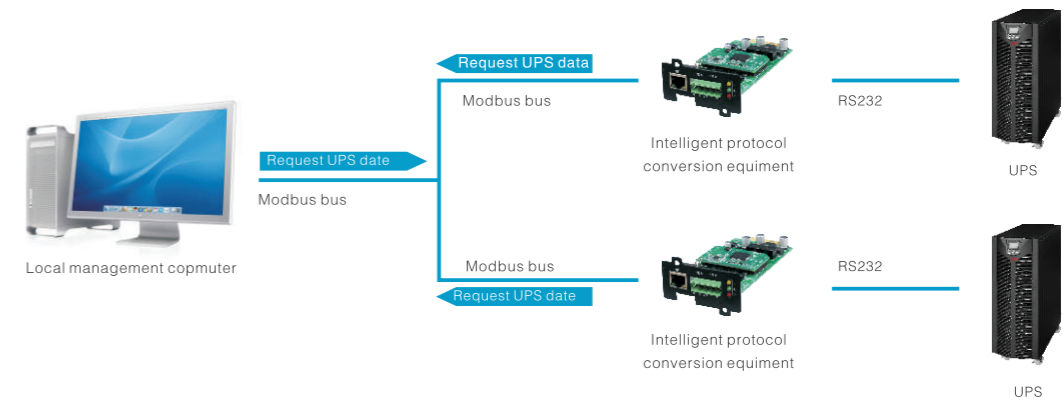 Request UPS data
Modbus bus
RS232
Intelligent protocol
conversion equiment
UPS
Request UPS date
Modbus bus
Local management copmuter
Modbus bus
RS232
Request UPS date
Intelligent protocol
conversion equiment
UPS